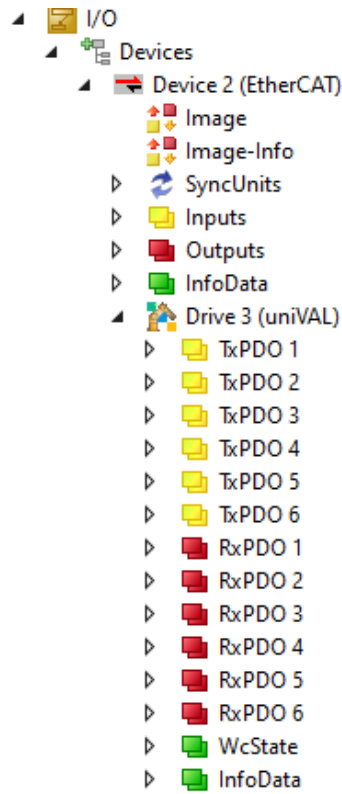 I/O
Devices
Device 2 (EtherCAT)
Image
Image-Info
SyncUnits
Inputs
Outputs
InfoData
Drive 3 (uniVAL)
TxPDO 1
TxPDO 2
TxPDO 3
TxPDO 4
TxPDO 5
TxPDO 6
RxPDO 1
RxPDO 2
RxPDO 3
RxPDO 4
RxPDO 5
RxPDO 6
WcState
InfoData